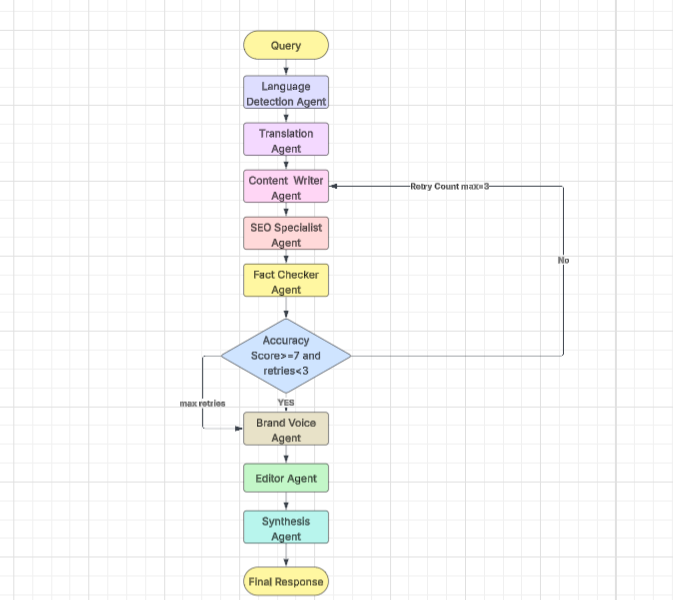 Query
Language
Detection Agent
Translation
Agent
Content Writer
Agent
Retry Count max=3
SEO Specialist
Agent
No
Fact Checker
Agent
Accuracy
Score>=7 and
retries<3
max retries
YES
Brand Voice
Agent
Editor Agent
Synthesis
Agent
Final Response